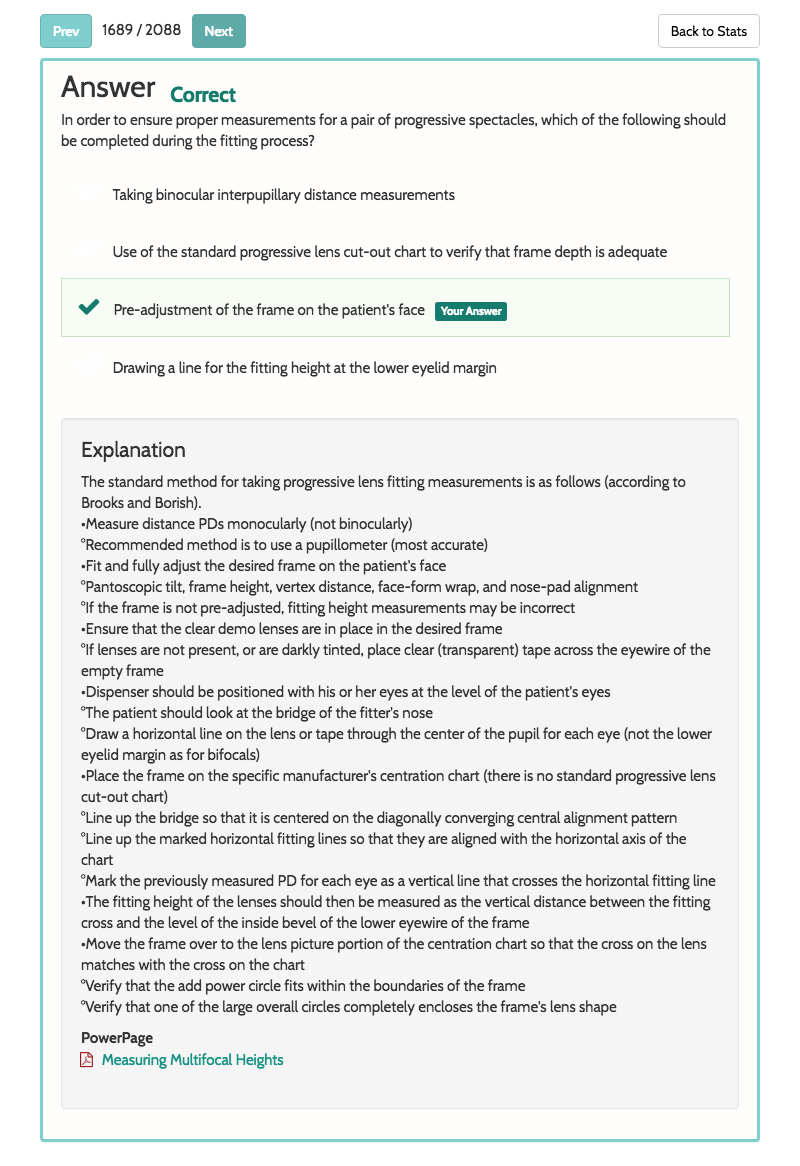 Prev 1689 / 2088 Next Back to Stats
Answer Correct
In order to ensure proper measurements for a pair of progressive spectacles, which of the following should
be completed during the fitting process?
Taking binocular interpupillary distance measurements
Use of the standard progressive lens cut-out chart to verify that frame depth is adequate
Pre-adjustment of the frame on the patient's face Your Answer
Drawing a line for the fitting height at the lower eyelid margin
Explanation
The standard method for taking progressive lens fitting measurements is as follows (according to
Brooks and Borish).
•Measure distance PDs monocularly (not binocularly)
°Recommended method is to use a pupillometer (most accurate)
•Fit and fully adjust the desired frame on the patient's face
°Pantoscopic tilt, frame height, vertex distance, face-form wrap, and nose-pad alignment
°If the frame is not pre-adjusted, fitting height measurements may be incorrect
•Ensure that the clear demo lenses are in place in the desired frame
°If lenses are not present, or are darkly tinted, place clear (transparent) tape across the eyewire of the
empty frame
•Dispenser should be positioned with his or her eyes at the level of the patient's eyes
°The patient should look at the bridge of the fitter's nose
°Draw a horizontal line on the lens or tape through the center of the pupil for each eye (not the lower
eyelid margin as for bifocals)
•Place the frame on the specific manufacturer's centration chart (there is no standard progressive lens
cut-out chart)
°Line up the bridge so that it is centered on the diagonally converging central alignment pattern
°Line up the marked horizontal fitting lines so that they are aligned with the horizontal axis of the
chart
°Mark the previously measured PD for each eye as a vertical line that crosses the horizontal fitting line
•The fitting height of the lenses should then be measured as the vertical distance between the fitting
cross and the level of the inside bevel of the lower eyewire of the frame
•Move the frame over to the lens picture portion of the centration chart so that the cross on the lens
matches with the cross on the chart
°Verify that the add power circle fits within the boundaries of the frame
°Verify that one of the large overall circles completely encloses the frame's lens shape
PowerPage
Measuring Multifocal Heights